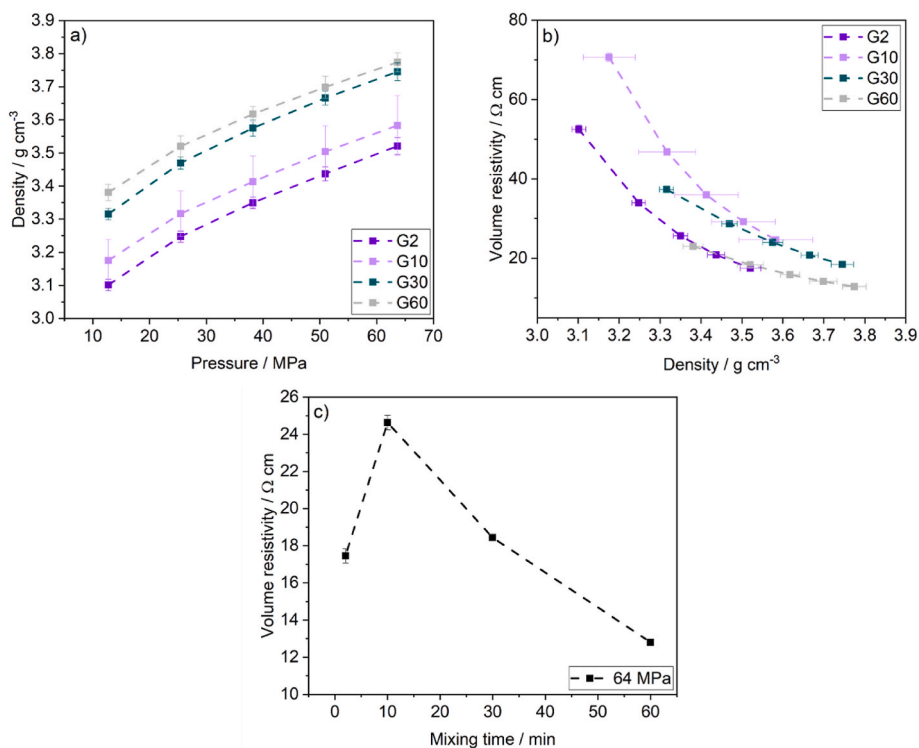 a)
3.9
3.8
3.7
3.6
3.5
3.4
3.3
3.2
3.1
3.0
Density / g cm⁻³
0 10 20 30 40 50 60 70
Pressure / MPa
G2
G10
G30
G60
b)
80
60
40
20
Volume resistivity / Ω cm
3.0 3.1 3.2 3.3 3.4 3.5 3.6 3.7 3.8 3.9
Density / g cm⁻³
G2
G10
G30
G60
c)
26
24
22
20
18
16
14
12
10
Volume resistivity / Ω cm
0 10 20 30 40 50 60
Mixing time / min
64 MPa